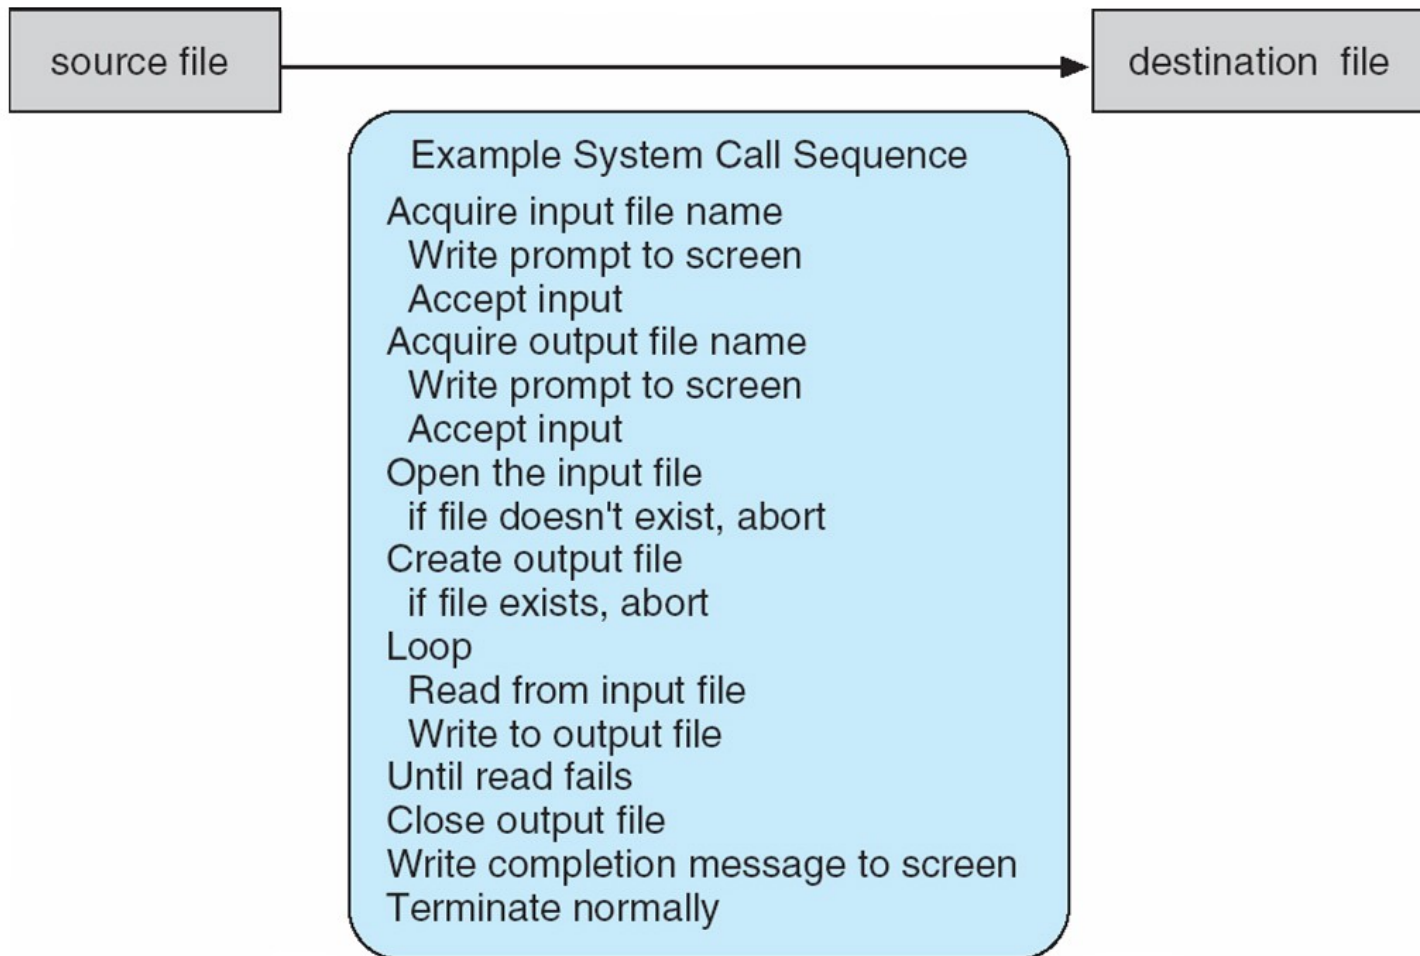 source file
destination file
Example System Call Sequence
Acquire input file name
Write prompt to screen
Accept input
Acquire output file name
Write prompt to screen
Accept input
Open the input file
if file doesn't exist, abort
Create output file
if file exists, abort
Loop
Read from input file
Write to output file
Until read fails
Close output file
Write completion message to screen
Terminate normally